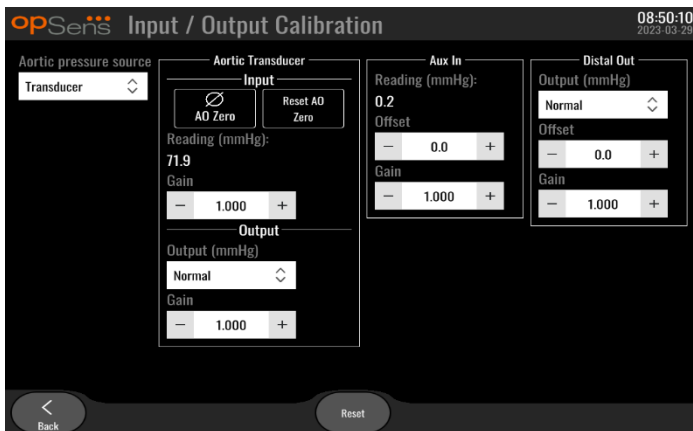 opSens Input / Output Calibration
08:50:10
2023-03-29
Aortic pressure source
Transducer
Aortic Transducer
Input
AO Zero
Reset AO
Zero
Reading (mmHg):
71.9
Gain
− 1.000 +
Output
Output (mmHg)
Normal
Gain
− 1.000 +
Aux In
Reading (mmHg):
0.2
Offset
− 0.0 +
Gain
− 1.000 +
Distal Out
Output (mmHg)
Normal
Offset
− 0.0 +
Gain
− 1.000 +
Back
Reset